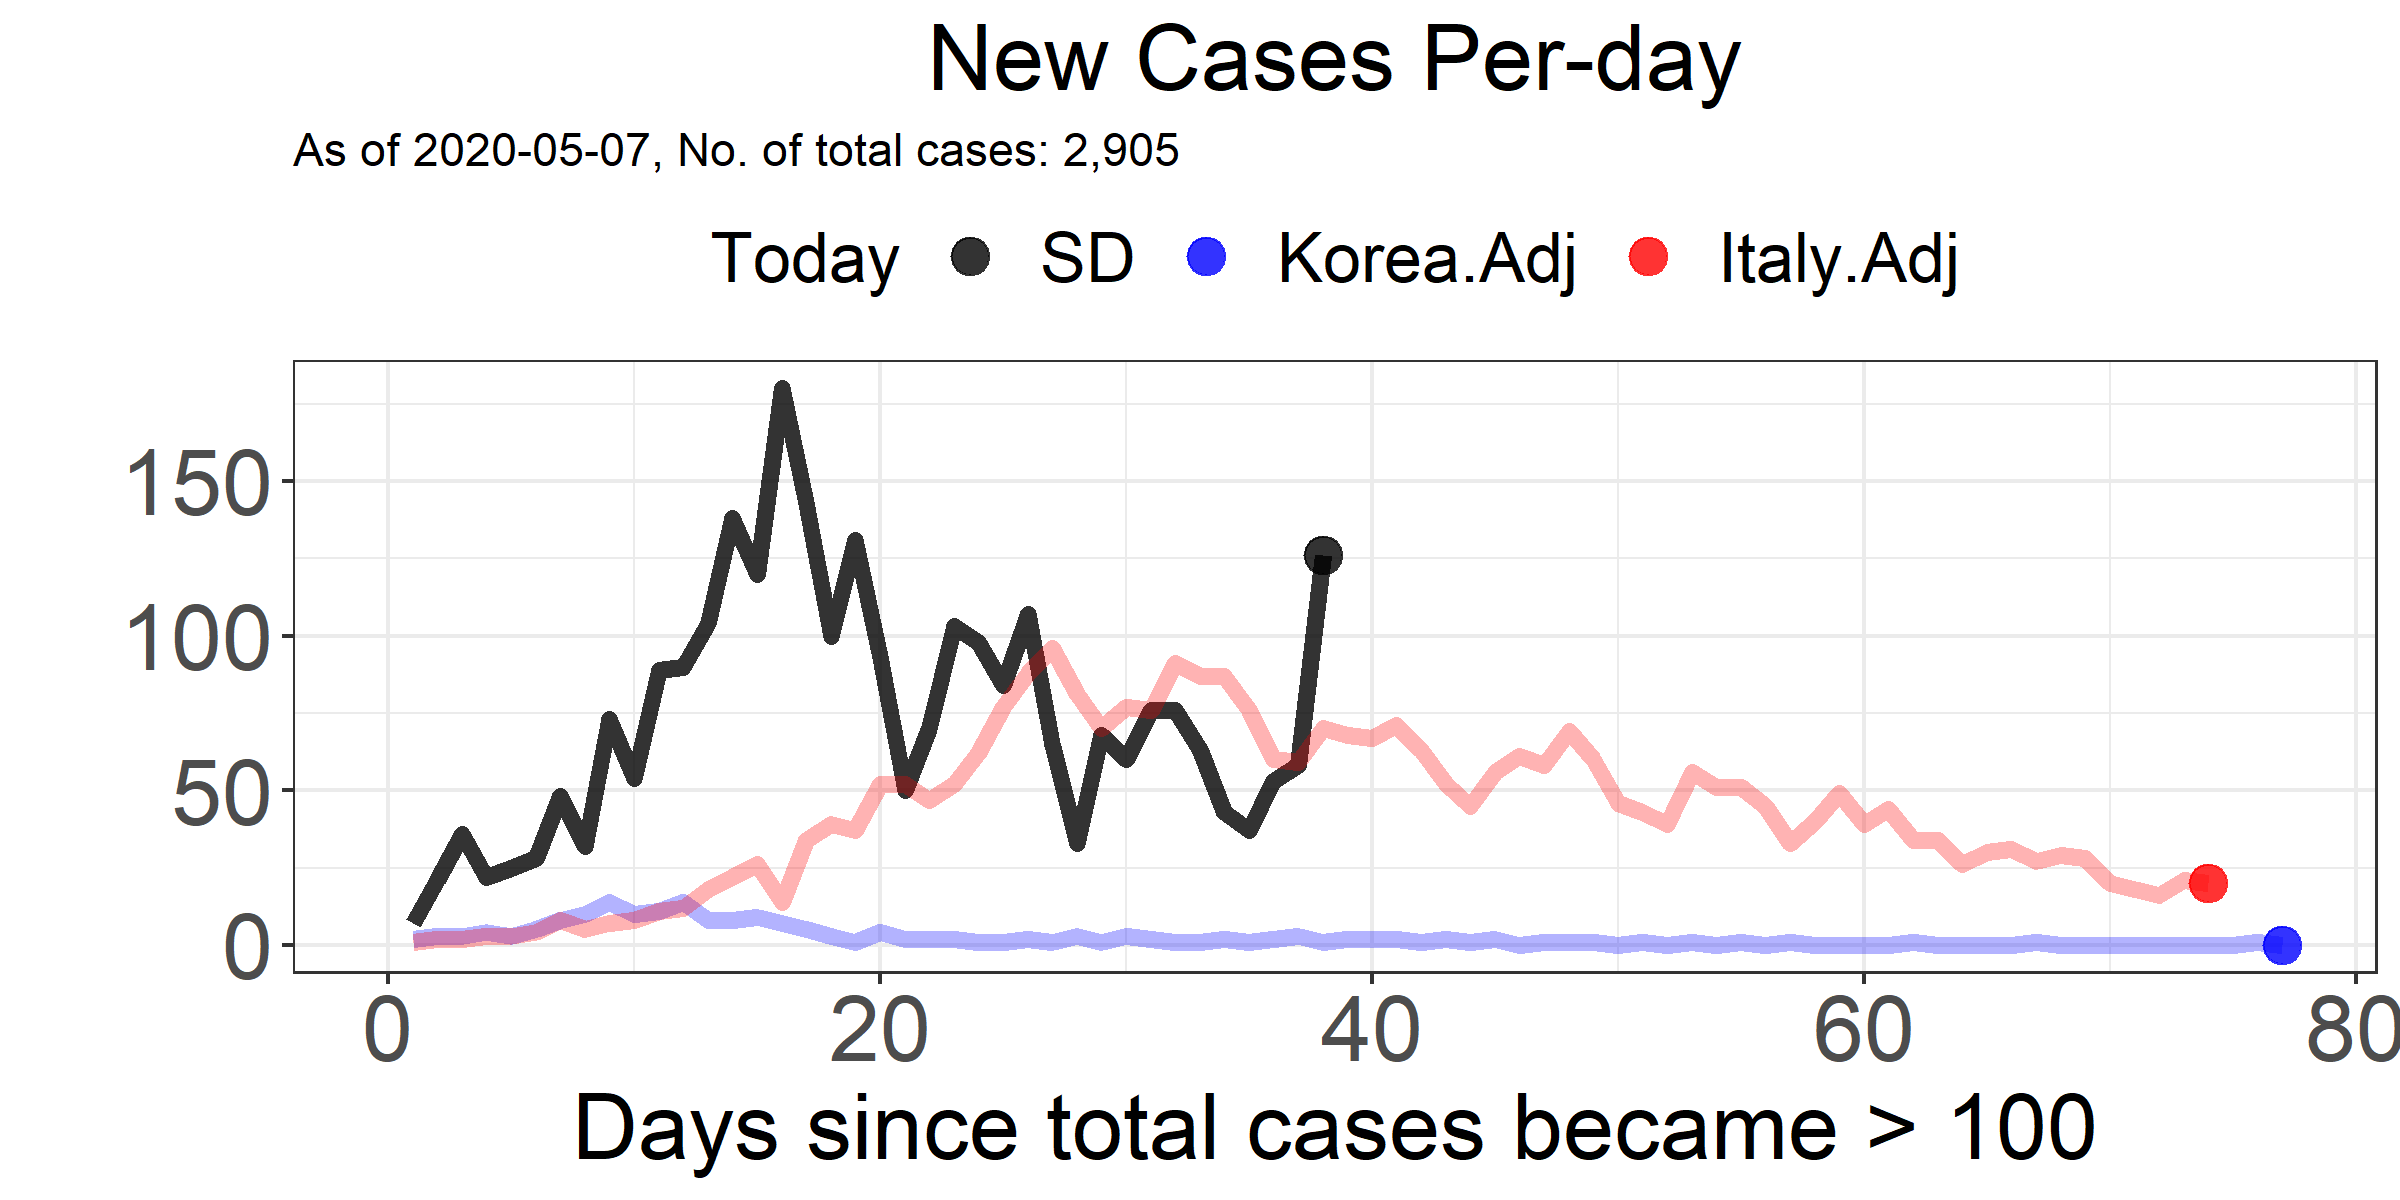 New Cases Per-day
As of 2020-05-07, No. of total cases: 2,905
Today SD Korea.Adj Italy.Adj
150
100
50
0
0 20 40 60 80
Days since total cases became > 100